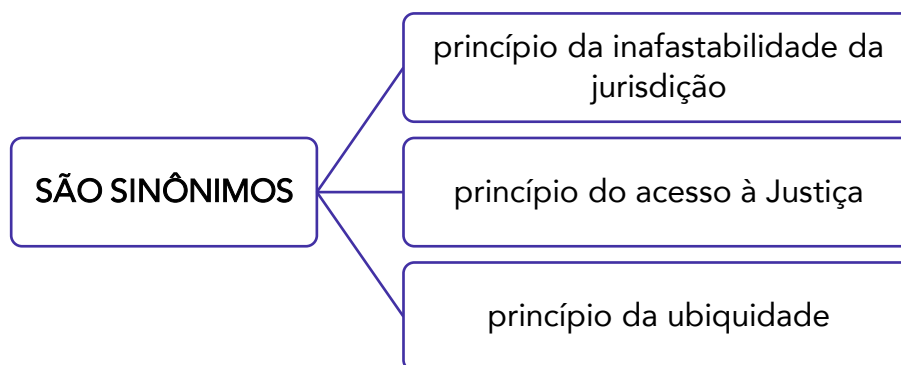 princípio da inafastabilidade da
jurisdição
SÃO SINÔNIMOS
princípio do acesso à Justiça
princípio da ubiquidade